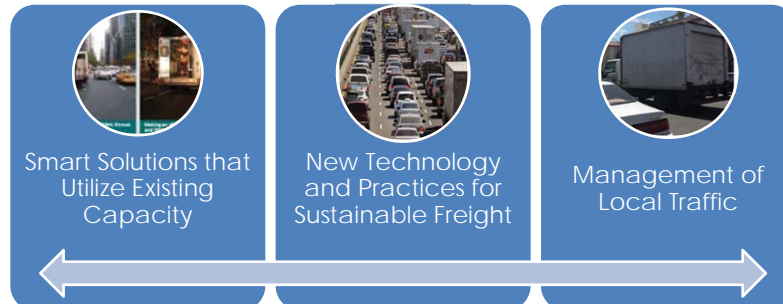 Smart Solutions that
Utilize Existing
Capacity
New Technology
and Practices for
Sustainable Freight
Management of
Local Traffic